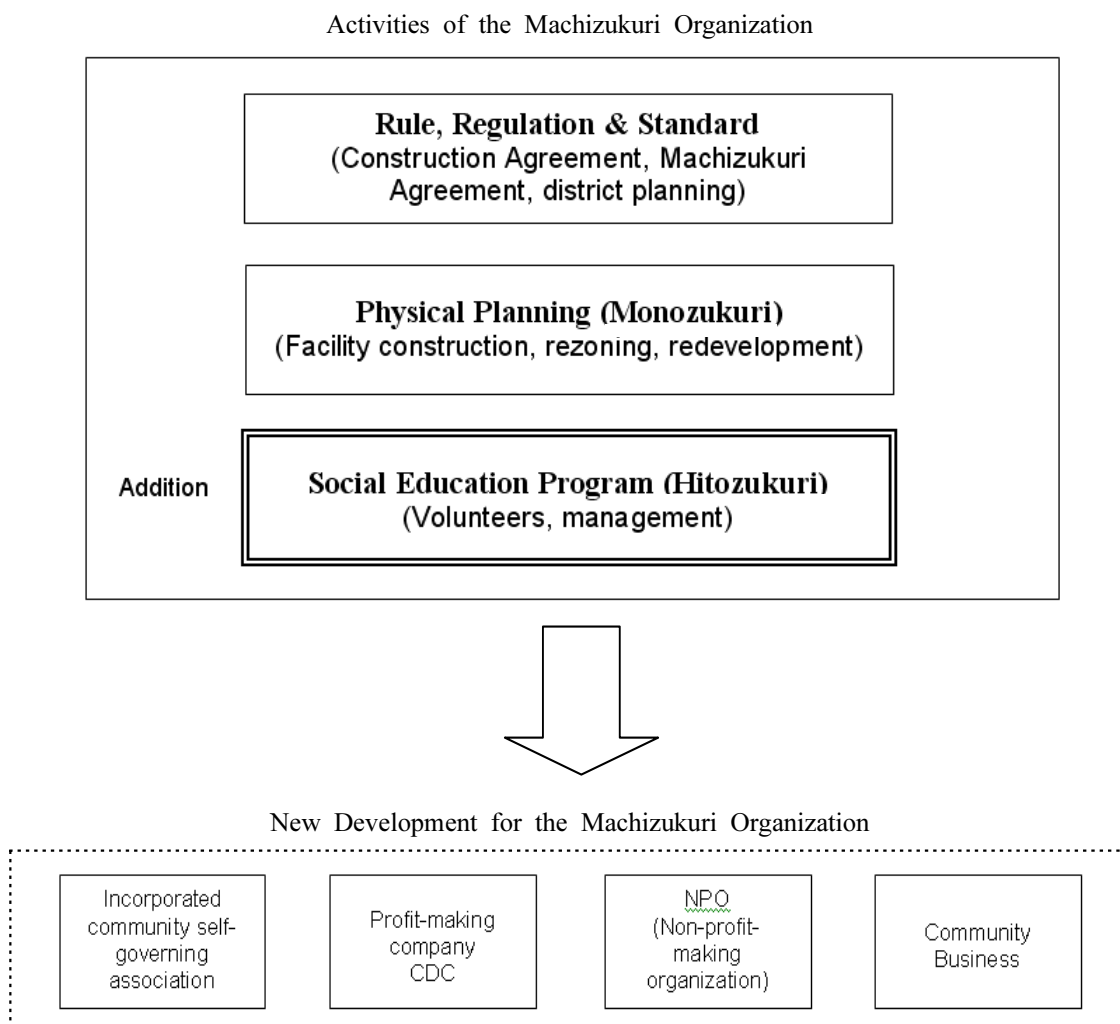 Activities of the Machizukuri Organization
Rule, Regulation & Standard
(Construction Agreement, Machizukuri
Agreement, district planning)
Physical Planning (Monozukuri)
(Facility construction, rezoning, redevelopment)
Addition
Social Education Program (Hitozukuri)
(Volunteers, management)
New Development for the Machizukuri Organization
Incorporated
community self-
governing
association
Profit-making
company
CDC
NPO
(Non-profit-
making
organization)
Community
Business